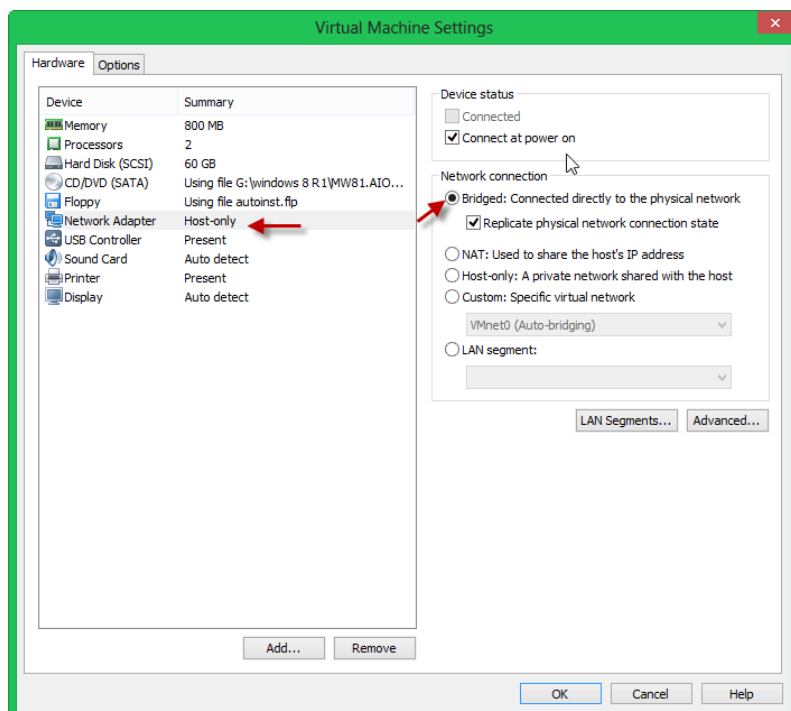 Virtual Machine Settings
Hardware Options
Device Summary
Memory 800 MB
Processors 2
Hard Disk (SCSI) 60 GB
CD/DVD (SATA) Using file G:\windows 8 R1\MW81.AIO...
Floppy Using file autoinst.flp
Network Adapter Host-only
USB Controller Present
Sound Card Auto detect
Printer Present
Display Auto detect
Add... Remove
Device status
Connected
Connect at power on
Network connection
Bridged: Connected directly to the physical network
Replicate physical network connection state
NAT: Used to share the host's IP address
Host-only: A private network shared with the host
Custom: Specific virtual network
VMnet0 (Auto-bridging)
LAN segment:
LAN Segments... Advanced...
OK Cancel Help